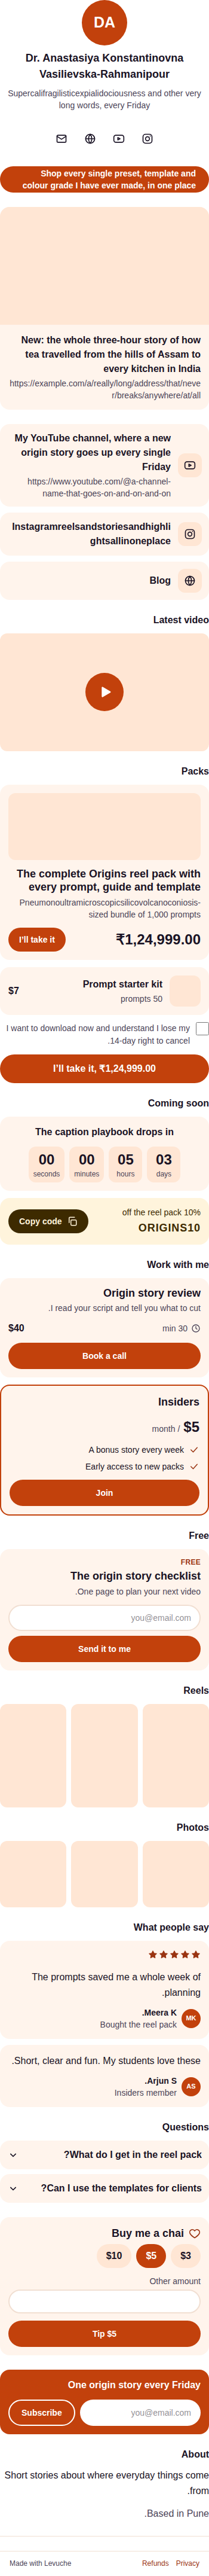 DA
Dr. Anastasiya Konstantinovna
Vasilievska-Rahmanipour
Supercalifragilisticexpialidociousness and other very
long words, every Friday
Shop every single preset, template and
colour grade I have ever made, in one place
New: the whole three-hour story of how
tea travelled from the hills of Assam to
every kitchen in India
https://example.com/a/really/long/address/that/neve
r/breaks/anywhere/at/all
My YouTube channel, where a new
origin story goes up every single
Friday
https://www.youtube.com/@a-channel-
name-that-goes-on-and-on-and-on
Instagramreelsandstoriesandhighli
ghtsallinoneplace
Blog
Latest video
Packs
The complete Origins reel pack with
every prompt, guide and template
Pneumonoultramicroscopicsilicovolcanoconiosis-
sized bundle of 1,000 prompts
I'll take it
₹1,24,999.00
Prompt starter kit
prompts 50
$7
I want to download now and understand I lose my
.14-day right to cancel
I'll take it, ₹1,24,999.00
Coming soon
The caption playbook drops in
00 seconds
00 minutes
05 hours
03 days
off the reel pack 10%
ORIGINS10
Copy code
Work with me
Origin story review
.I read your script and tell you what to cut
$40
min 30
Book a call
Insiders
month / $5
A bonus story every week
Early access to new packs
Join
Free
FREE
The origin story checklist
.One page to plan your next video
you@email.com
Send it to me
Reels
Photos
What people say
The prompts saved me a whole week of
.planning
.Meera K
Bought the reel pack
MK
.Short, clear and fun. My students love these
.Arjun S
Insiders member
AS
Questions
?What do I get in the reel pack
?Can I use the templates for clients
Buy me a chai
$10
$5
$3
Other amount
Tip $5
One origin story every Friday
Subscribe
you@email.com
About
Short stories about where everyday things come
.from
.Based in Pune
Made with Levuche
Refunds
Privacy